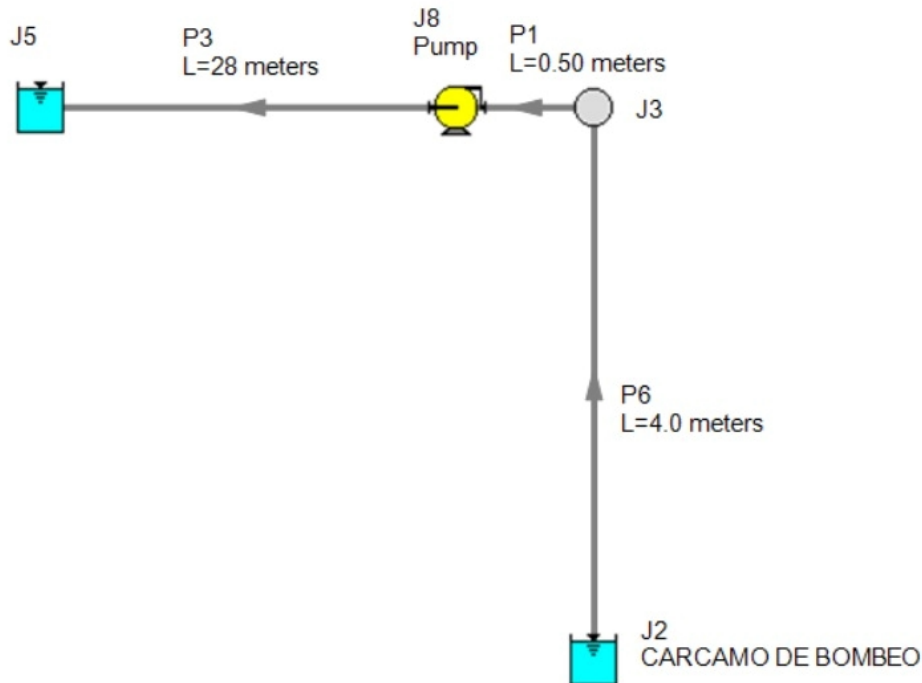 J5
P3
L=28 meters
J8
Pump
P1
L=0.50 meters
J3
P6
L=4.0 meters
J2
CARCAMO DE BOMBEO